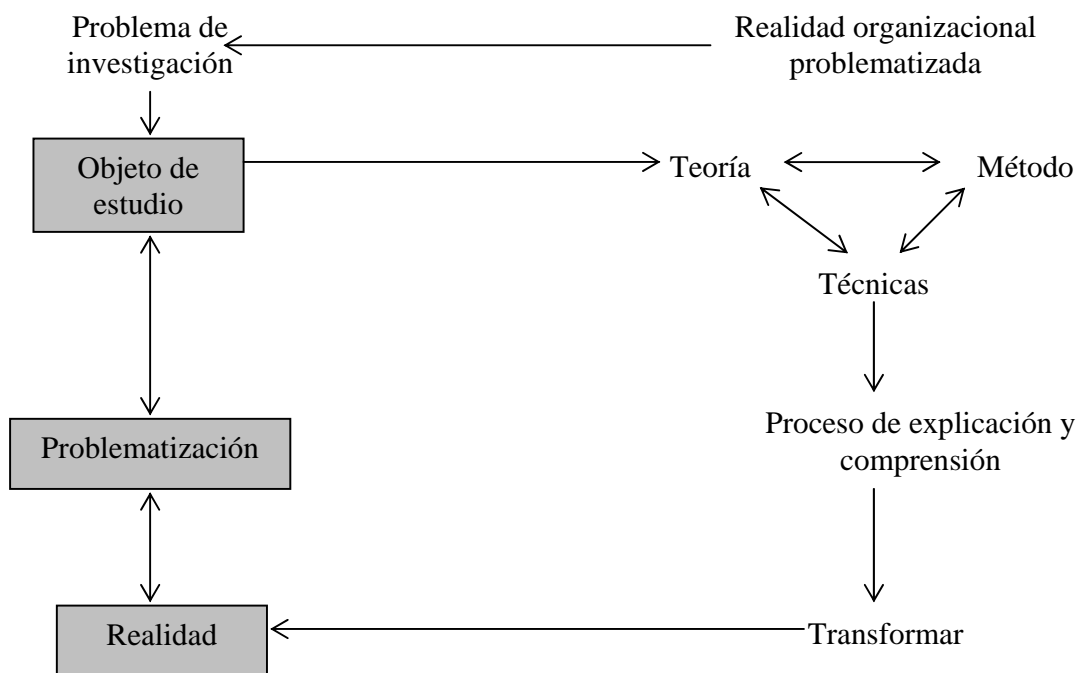 Problema de
investigación
Realidad organizacional
problematizada
Objeto de
estudio
Teoría
Método
Técnicas
Problematización
Proceso de explicación y
comprensión
Realidad
Transformar